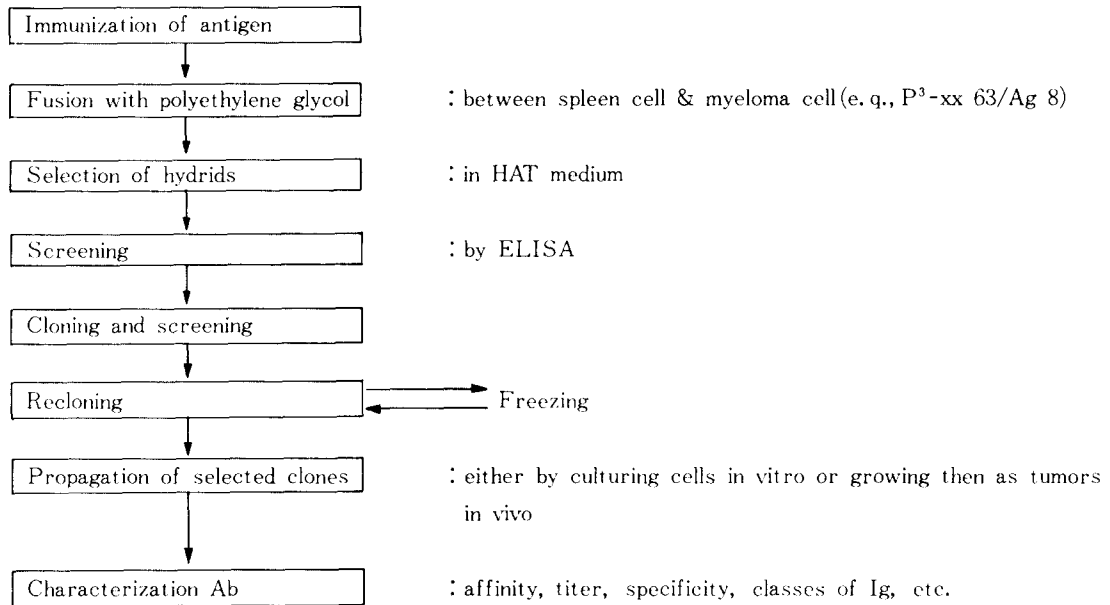 Immunization of antigen
Fusion with polyethylene glycol : between spleen cell & myeloma cell (e. q., P³-xx 63/Ag 8)
Selection of hydrids : in HAT medium
Screening : by ELISA
Cloning and screening
Recloning Freezing
Propagation of selected clones : either by culturing cells in vitro or growing then as tumors
in vivo
Characterization Ab : affinity, titer, specificity, classes of Ig, etc.